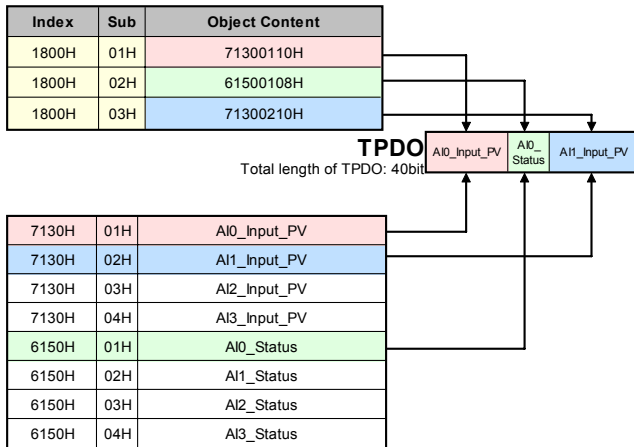 Index Sub Object Content
1800H 01H 71300110H
1800H 02H 61500108H
1800H 03H 71300210H
TPDO
Total length of TPDO: 40bit
AI0_Input_PV AI0_ Status AI1_Input_PV
7130H 01H AI0_Input_PV
7130H 02H AI1_Input_PV
7130H 03H AI2_Input_PV
7130H 04H AI3_Input_PV
6150H 01H AI0_Status
6150H 02H AI1_Status
6150H 03H AI2_Status
6150H 04H AI3_Status